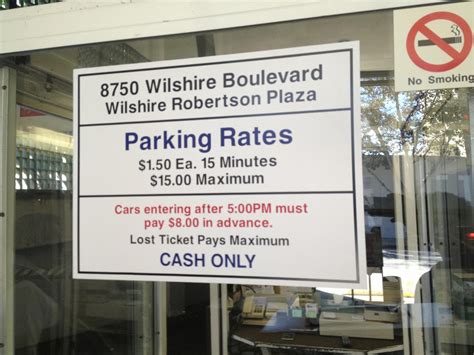 8750 Wilshire Boulevard
Wilshire Robertson Plaza
Parking Rates
$1.50 Ea. 15 Minutes
$15.00 Maximum
Cars entering after 5:00PM must
pay $8.00 in advance.
Lost Ticket Pays Maximum
CASH ONLY
No Smoking